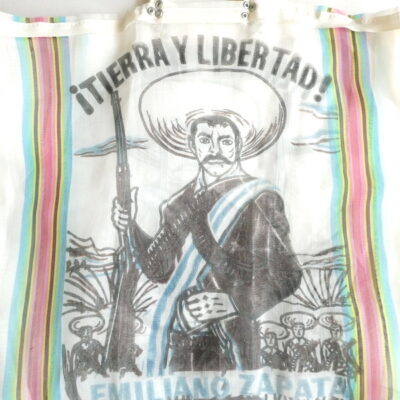 ¡TIERRA Y LIBERTAD!
EMILIANO ZAPATA